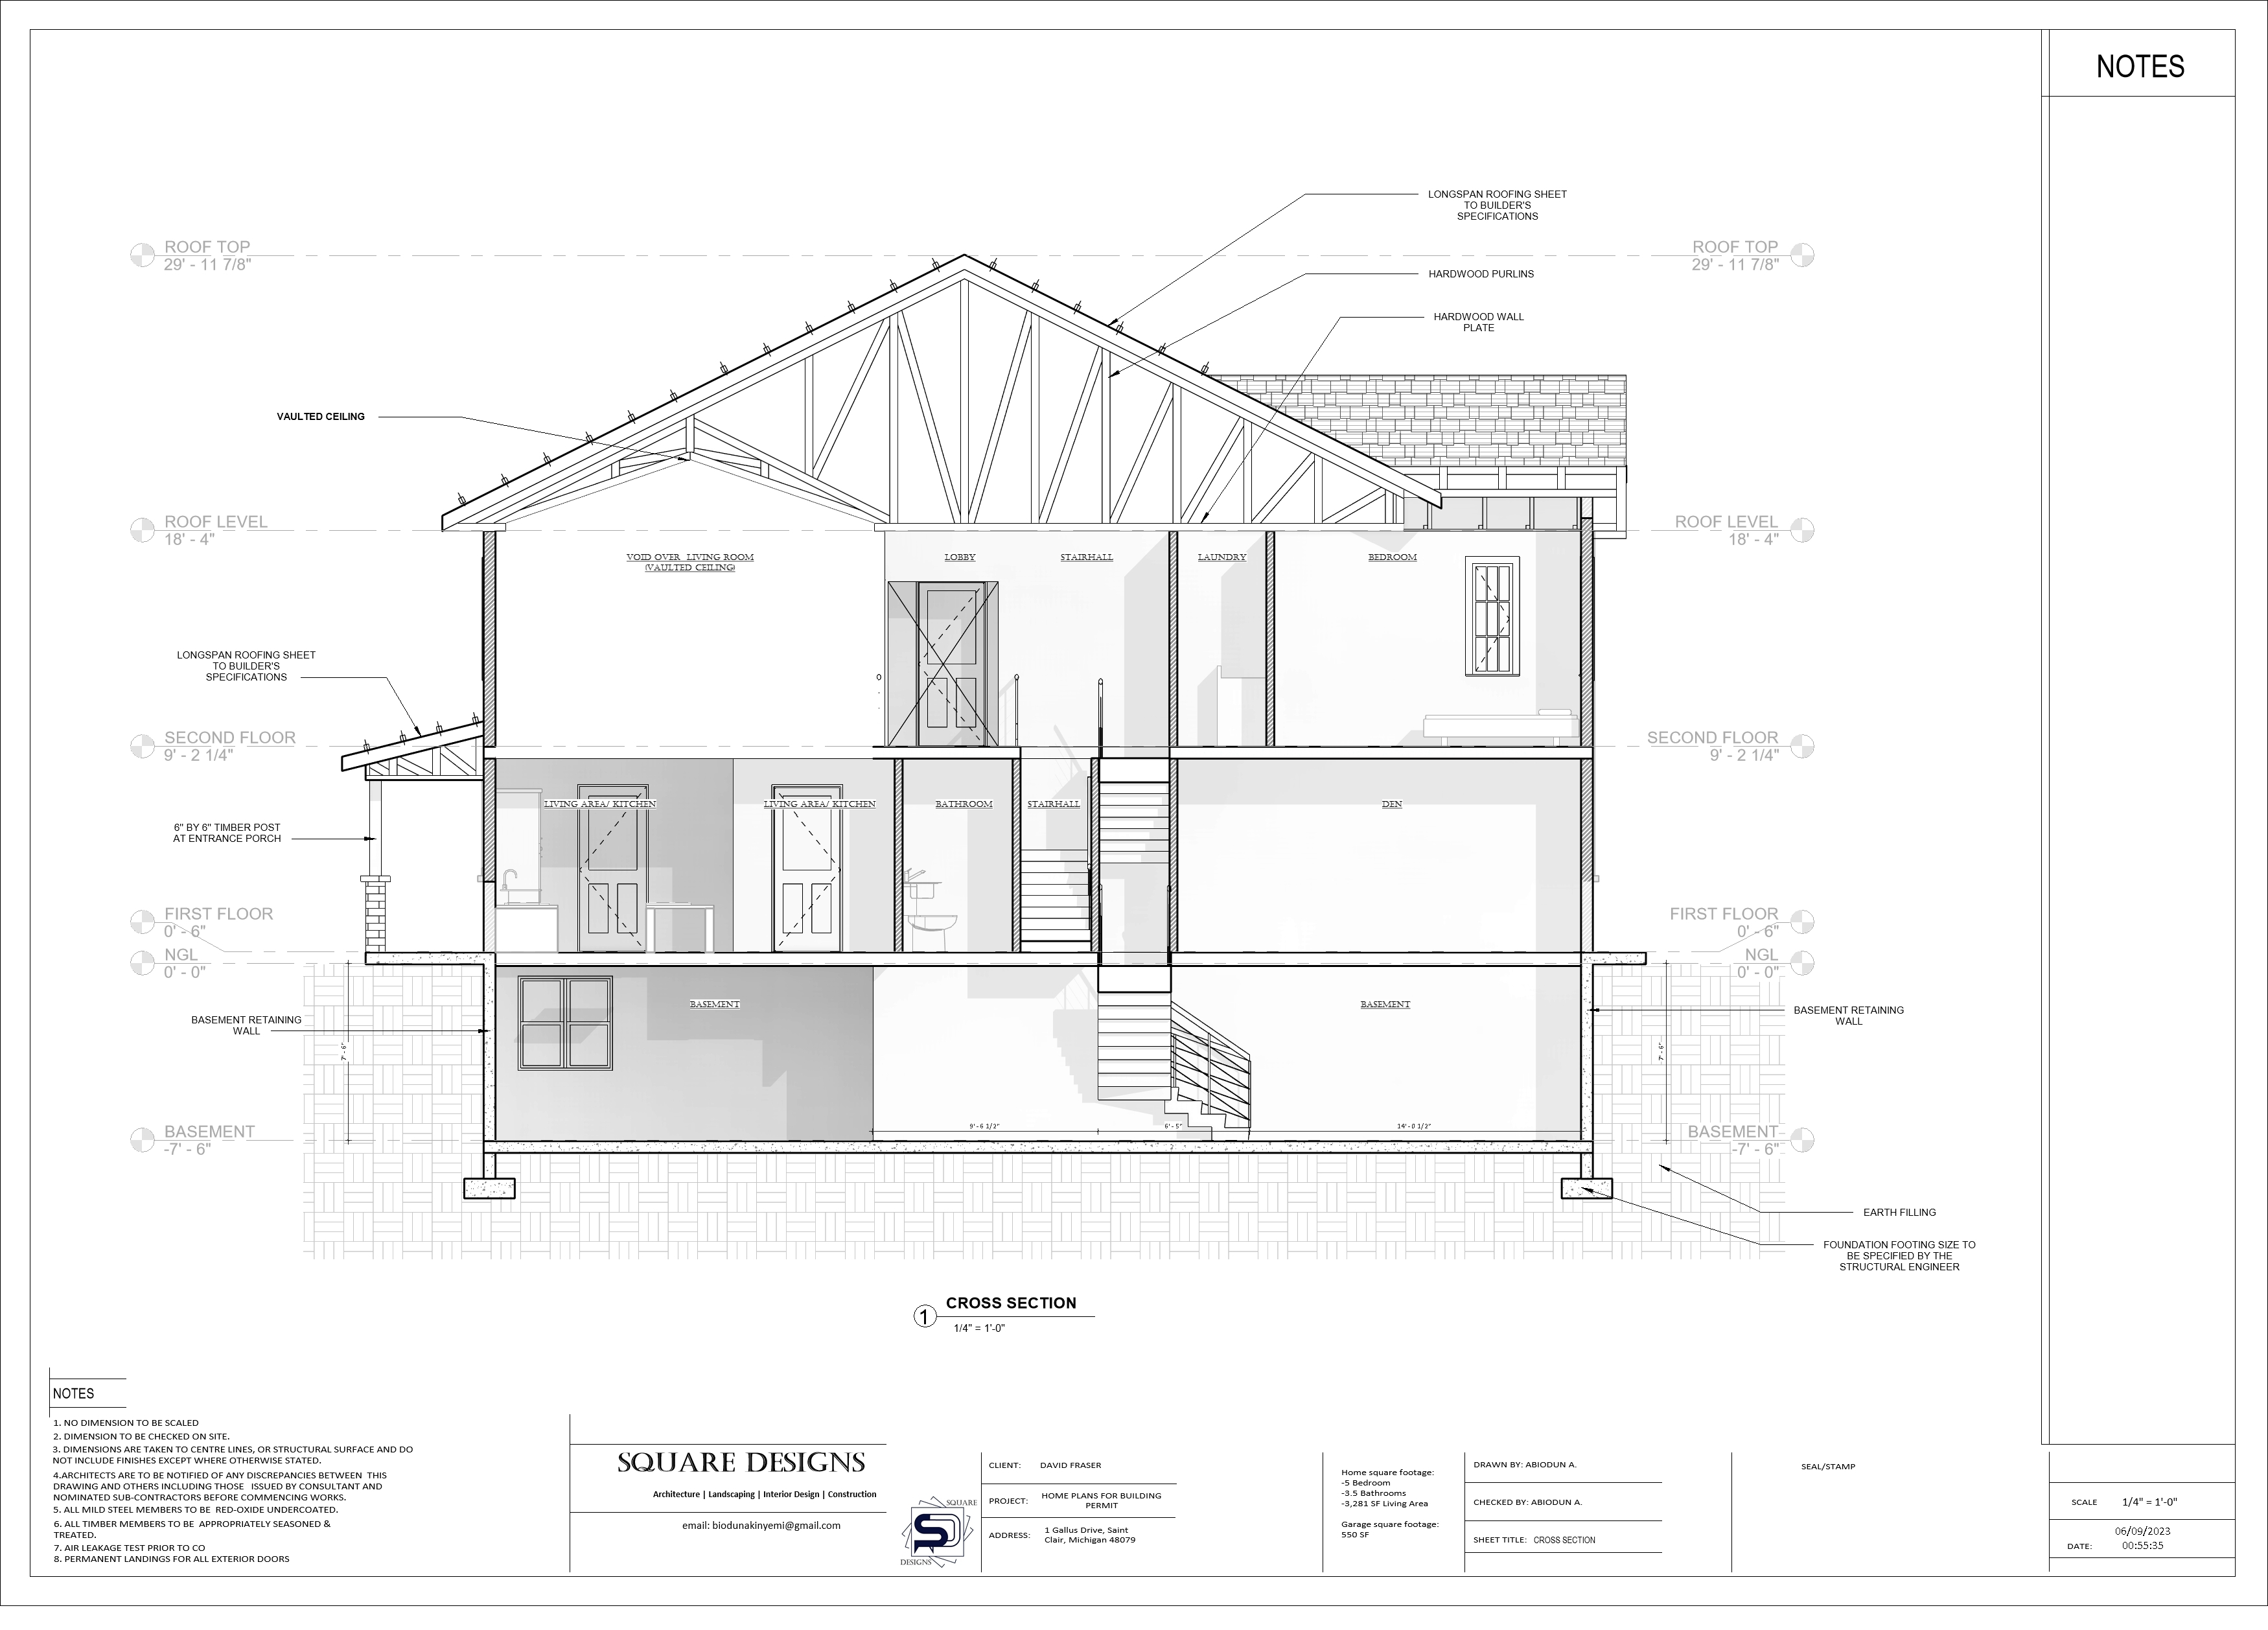 NOTES
LONGSPAN ROOFING SHEET
TO BUILDER'S
SPECIFICATIONS
ROOF TOP
29' - 11 7/8"
ROOF TOP
29' - 11 7/8"
HARDWOOD PURLINS
HARDWOOD WALL
PLATE
VAULTED CEILING
ROOF LEVEL
18' - 4"
ROOF LEVEL
18' - 4"
VOID OVER LIVING ROOM
(VAULTED CEILING)
LOBBY
STAIRHALL
LAUNDRY
BEDROOM
LONGSPAN ROOFING SHEET
TO BUILDER'S
SPECIFICATIONS
SECOND FLOOR
9' - 2 1/4"
SECOND FLOOR
9' - 2 1/4"
LIVING AREA/ KITCHEN
LIVING AREA/ KITCHEN
BATHROOM
STAIRHALL
DEN
6" BY 6" TIMBER POST
AT ENTRANCE PORCH
FIRST FLOOR
0' - 6"
FIRST FLOOR
0' - 6"
NGL
0' - 0"
NGL
0' - 0"
BASEMENT
BASEMENT
BASEMENT RETAINING
WALL
BASEMENT RETAINING
WALL
7' - 6"
7' - 6"
9' - 6 1/2"
6' - 5"
14' - 0 1/2"
BASEMENT
-7' - 6"
BASEMENT
-7' - 6"
EARTH FILLING
FOUNDATION FOOTING SIZE TO
BE SPECIFIED BY THE
STRUCTURAL ENGINEER
1
CROSS SECTION
1/4" = 1'-0"
NOTES
1. NO DIMENSION TO BE SCALED
2. DIMENSION TO BE CHECKED ON SITE.
3. DIMENSIONS ARE TAKEN TO CENTRE LINES, OR STRUCTURAL SURFACE AND DO
NOT INCLUDE FINISHES EXCEPT WHERE OTHERWISE STATED.
4.ARCHITECTS ARE TO BE NOTIFIED OF ANY DISCREPANCIES BETWEEN THIS
DRAWING AND OTHERS INCLUDING THOSE ISSUED BY CONSULTANT AND
NOMINATED SUB-CONTRACTORS BEFORE COMMENCING WORKS.
5. ALL MILD STEEL MEMBERS TO BE RED-OXIDE UNDERCOATED.
6. ALL TIMBER MEMBERS TO BE APPROPRIATELY SEASONED &
TREATED.
7. AIR LEAKAGE TEST PRIOR TO CO
8. PERMANENT LANDINGS FOR ALL EXTERIOR DOORS
SQUARE DESIGNS
Architecture | Landscaping | Interior Design | Construction
email: biodunakinyemi@gmail.com
SQUARE
SD
DESIGNS
CLIENT: DAVID FRASER
PROJECT: HOME PLANS FOR BUILDING
PERMIT
ADDRESS: 1 Gallus Drive, Saint
Clair, Michigan 48079
Home square footage:
-5 Bedroom
-3.5 Bathrooms
-3,281 SF Living Area
Garage square footage:
550 SF
DRAWN BY: ABIODUN A.
CHECKED BY: ABIODUN A.
SHEET TITLE: CROSS SECTION
SEAL/STAMP
SCALE 1/4" = 1'-0"
06/09/2023
DATE: 00:55:35